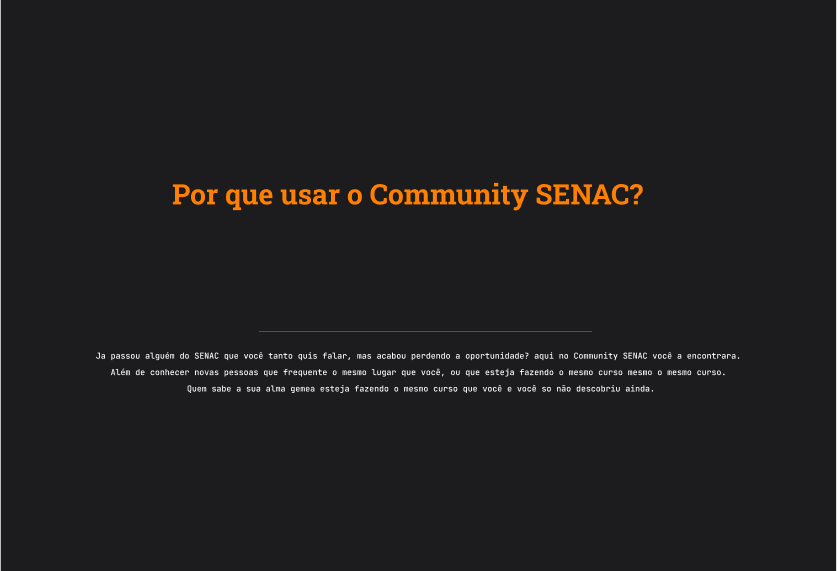 Por que usar o Community SENAC?
Ja passou alguém do SENAC que você tanto quis falar, mas acabou perdendo a oportunidade? aqui no Community SENAC você a encontrara.
Além de conhecer novas pessoas que frequente o mesmo lugar que você, ou que esteja fazendo o mesmo curso mesmo o mesmo curso.
Quem sabe a sua alma gemea esteja fazendo o mesmo curso que você e você so não descobriu ainda.